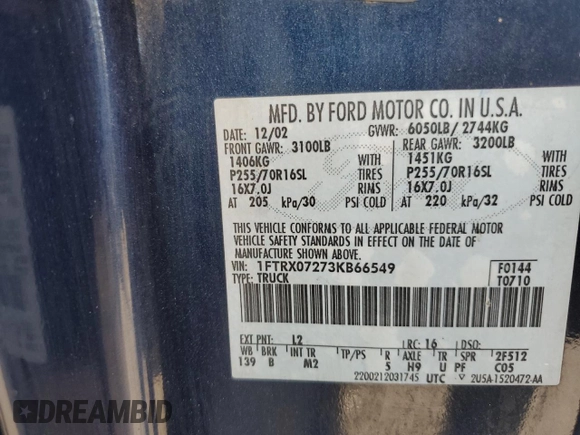 MFD. BY FORD MOTOR CO. IN U.S.A.
DATE: 12/02 GVWR: 6050LB/ 2744KG
FRONT GAWR: 3100LB REAR GAWR: 3200LB
1406KG WITH 1451KG WITH
P255/70R16SL TIRES P255/70R16SL TIRES
16X7.0J RIMS 16X7.0J RIMS
AT 205 kPa/30 PSI COLD AT 220 kPa/32 PSI COLD
THIS VEHICLE CONFORMS TO ALL APPLICABLE FEDERAL MOTOR
VEHICLE SAFETY STANDARDS IN EFFECT ON THE DATE OF
MANUFACTURE SHOWN ABOVE.
VIN: 1FTRX07273KB66549 F0144
TYPE: TRUCK T0710
EXT PNT: L2 RC: 16 DSO:
WB BRK INT TR TP/PS R AXLE TR SPR 2F512
139 B M2 5 H9 U PF C05
2200212031745 UTC 2USA-1520472-AA
© DREAMBID
DREAMBID.COM